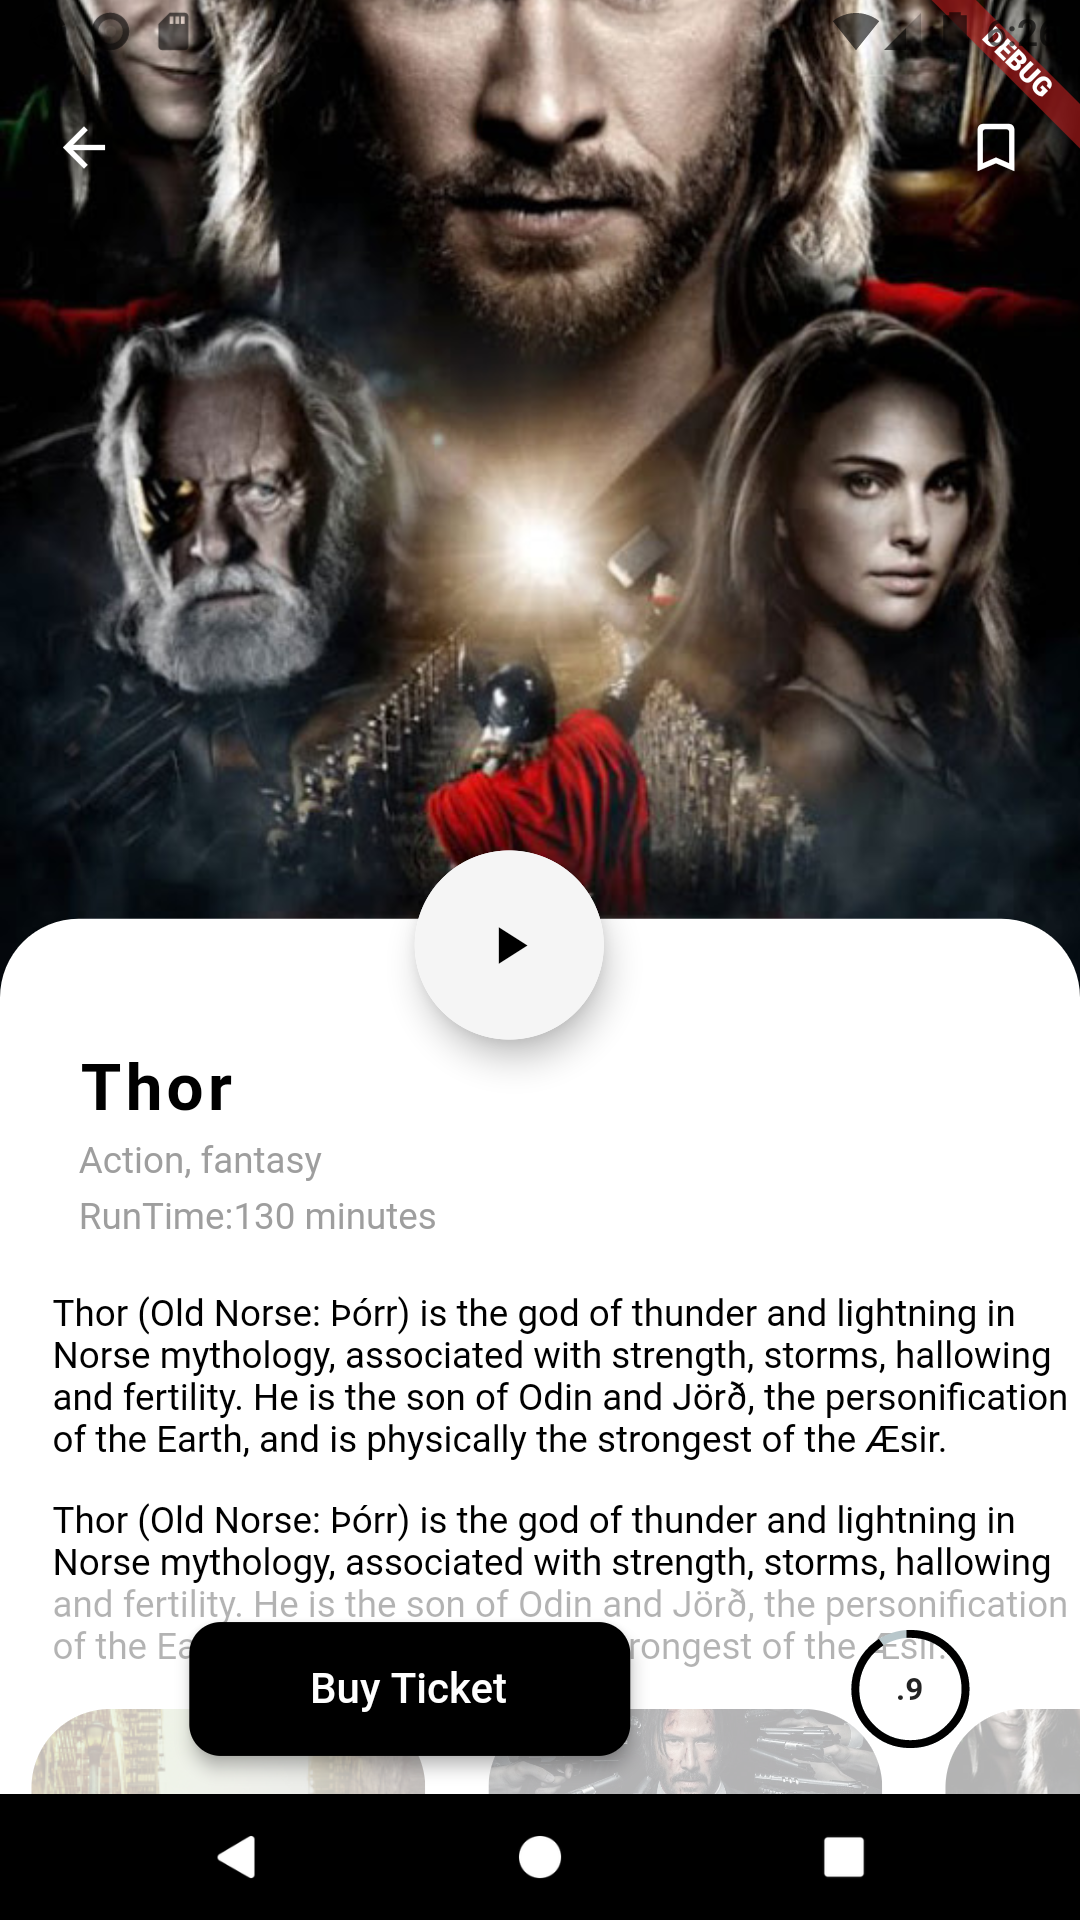 DEBUG
Thor
Action, fantasy
RunTime:130 minutes
Thor (Old Norse: Þórr) is the god of thunder and lightning in
Norse mythology, associated with strength, storms, hallowing
and fertility. He is the son of Odin and Jörð, the personification
of the Earth, and is physically the strongest of the Æsir.
Thor (Old Norse: Þórr) is the god of thunder and lightning in
Norse mythology, associated with strength, storms, hallowing
and fertility. He is the son of Odin and Jörð, the personification
of the Ea rongest of the Æsir.
Buy Ticket
.9